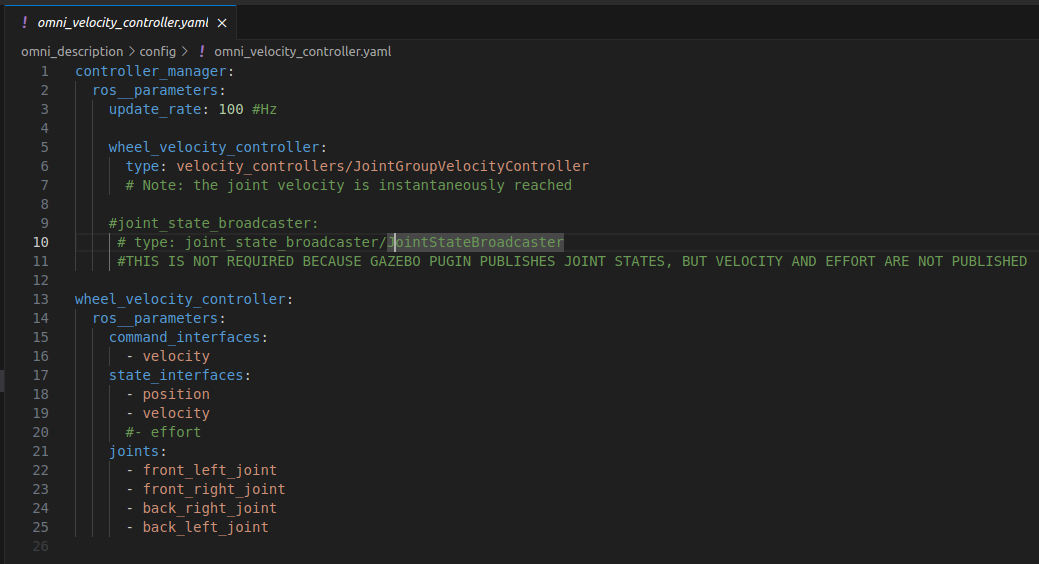 ! omni_velocity_controller.yaml ×
omni_description > config > ! omni_velocity_controller.yaml
1 controller_manager:
2 ros__parameters:
3 update_rate: 100 #Hz
4
5 wheel_velocity_controller:
6 type: velocity_controllers/JointGroupVelocityController
7 # Note: the joint velocity is instantaneously reached
8
9 #joint_state_broadcaster:
10 # type: joint_state_broadcaster/JointStateBroadcaster
11 #THIS IS NOT REQUIRED BECAUSE GAZEBO PUGIN PUBLISHES JOINT STATES, BUT VELOCITY AND EFFORT ARE NOT PUBLISHED
12
13 wheel_velocity_controller:
14 ros__parameters:
15 command_interfaces:
16 - velocity
17 state_interfaces:
18 - position
19 - velocity
20 #- effort
21 joints:
22 - front_left_joint
23 - front_right_joint
24 - back_right_joint
25 - back_left_joint
26